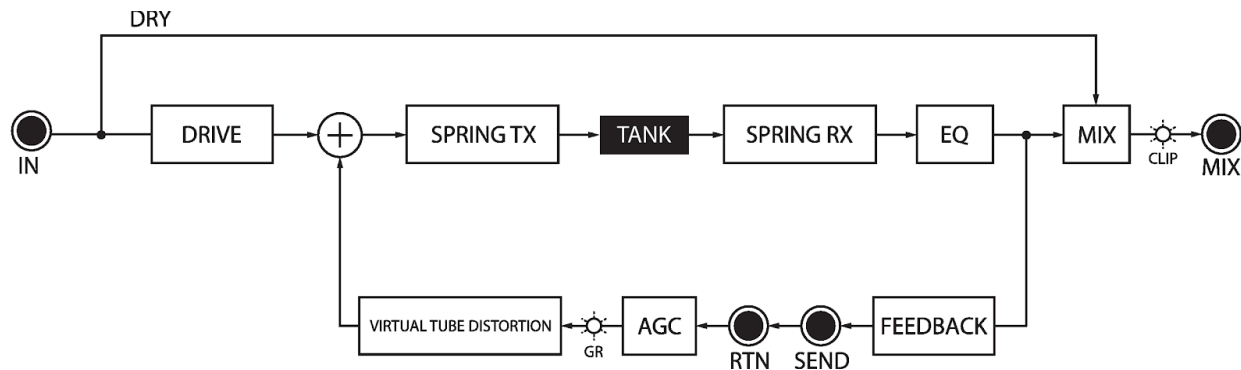 DRY
IN
DRIVE
+
SPRING TX
TANK
SPRING RX
EQ
MIX
CLIP
MIX
VIRTUAL TUBE DISTORTION
GR
AGC
RTN
SEND
FEEDBACK